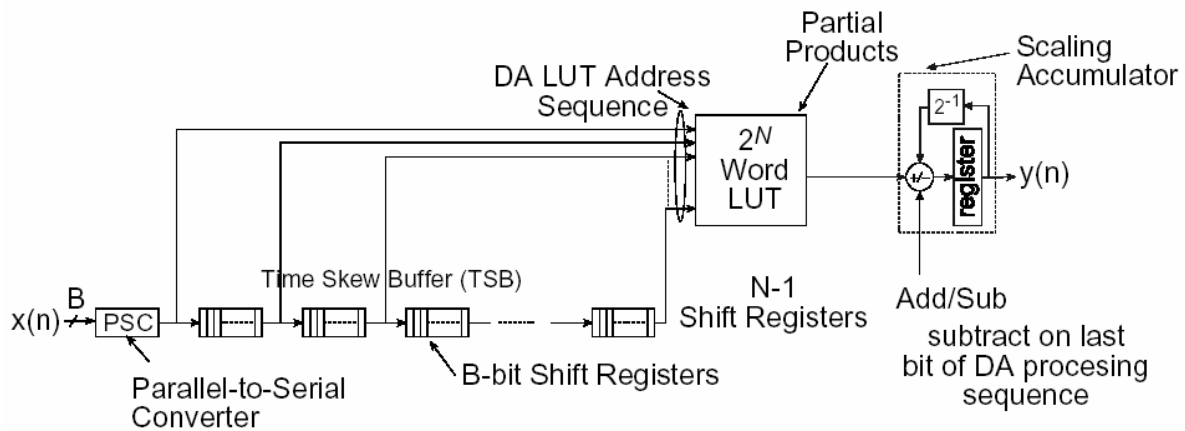 Partial
Products
Scaling
Accumulator
DA LUT Address
Sequence
2^N
Word
LUT
2^-1
+/-
register
y(n)
Time Skew Buffer (TSB)
x(n)
B
PSC
N-1
Shift Registers
Add/Sub
subtract on last
bit of DA procesing
sequence
B-bit Shift Registers
Parallel-to-Serial
Converter